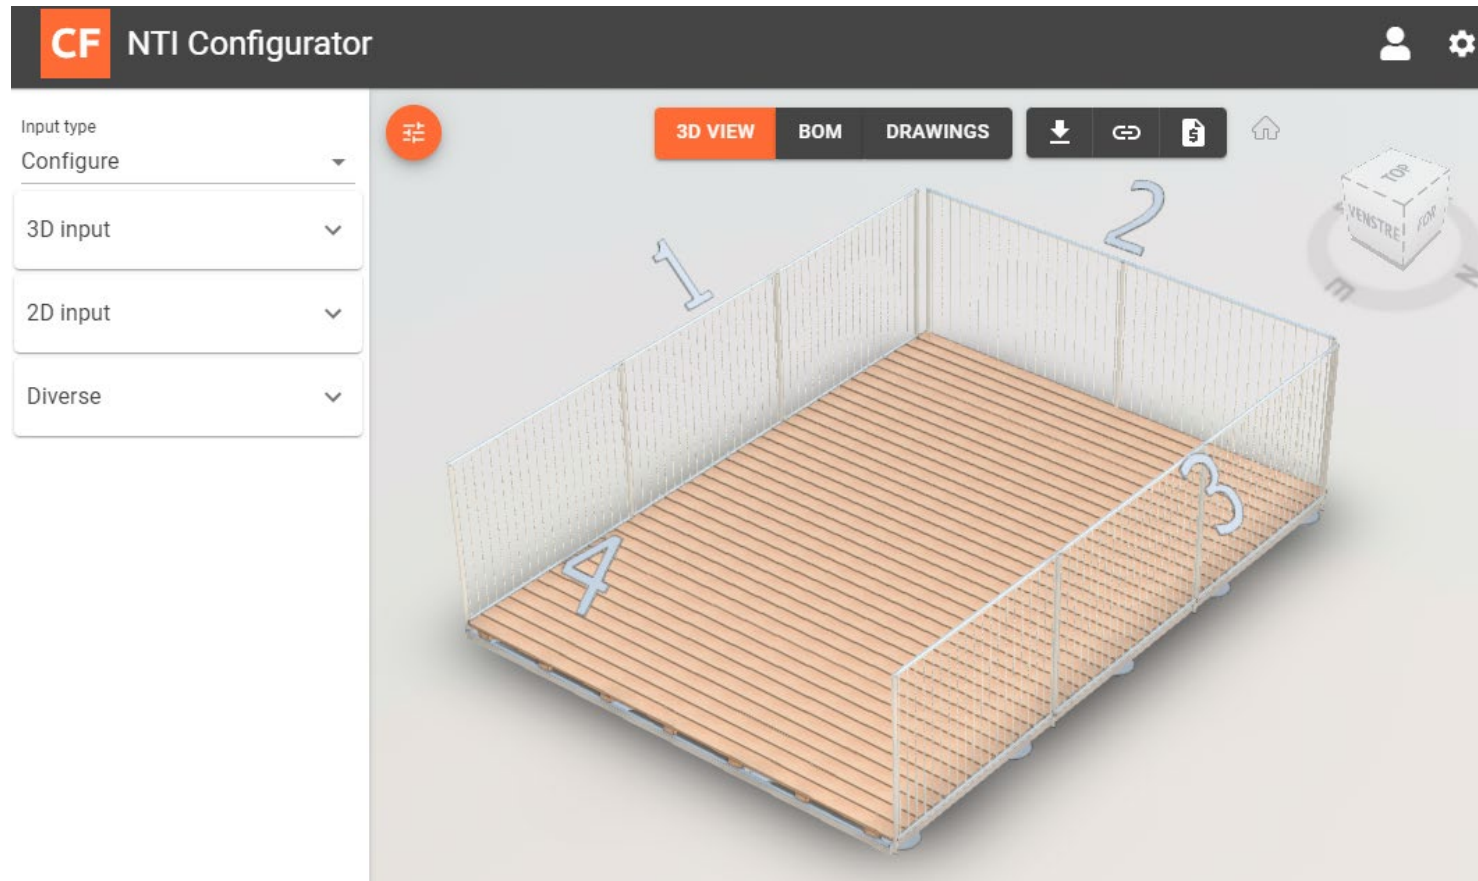 CF NTI Configurator
Input type
Configure
3D input
2D input
Diverse
3D VIEW BOM DRAWINGS
$
TOP
VENSTRE FOR
E
N
1
2
3
4